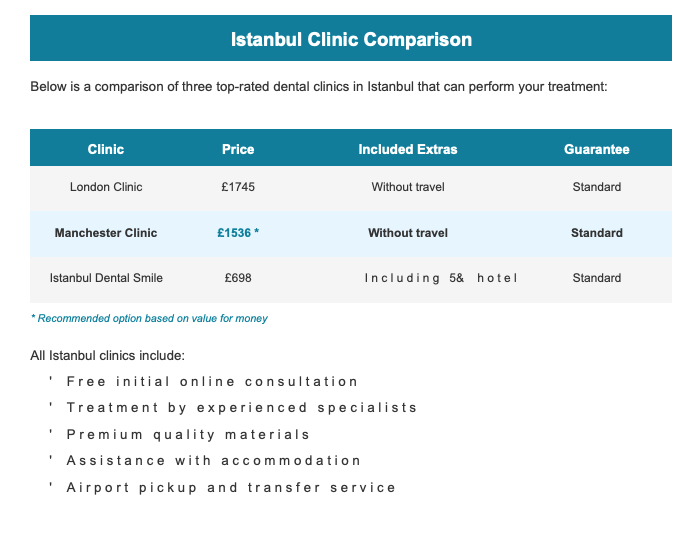 Istanbul Clinic Comparison
Below is a comparison of three top-rated dental clinics in Istanbul that can perform your treatment:
Clinic Price Included Extras Guarantee
London Clinic £1745 Without travel Standard
Manchester Clinic £1536 * Without travel Standard
Istanbul Dental Smile £698 Including 5& hotel Standard
* Recommended option based on value for money
All Istanbul clinics include:
' Free initial online consultation
' Treatment by experienced specialists
' Premium quality materials
' Assistance with accommodation
' Airport pickup and transfer service